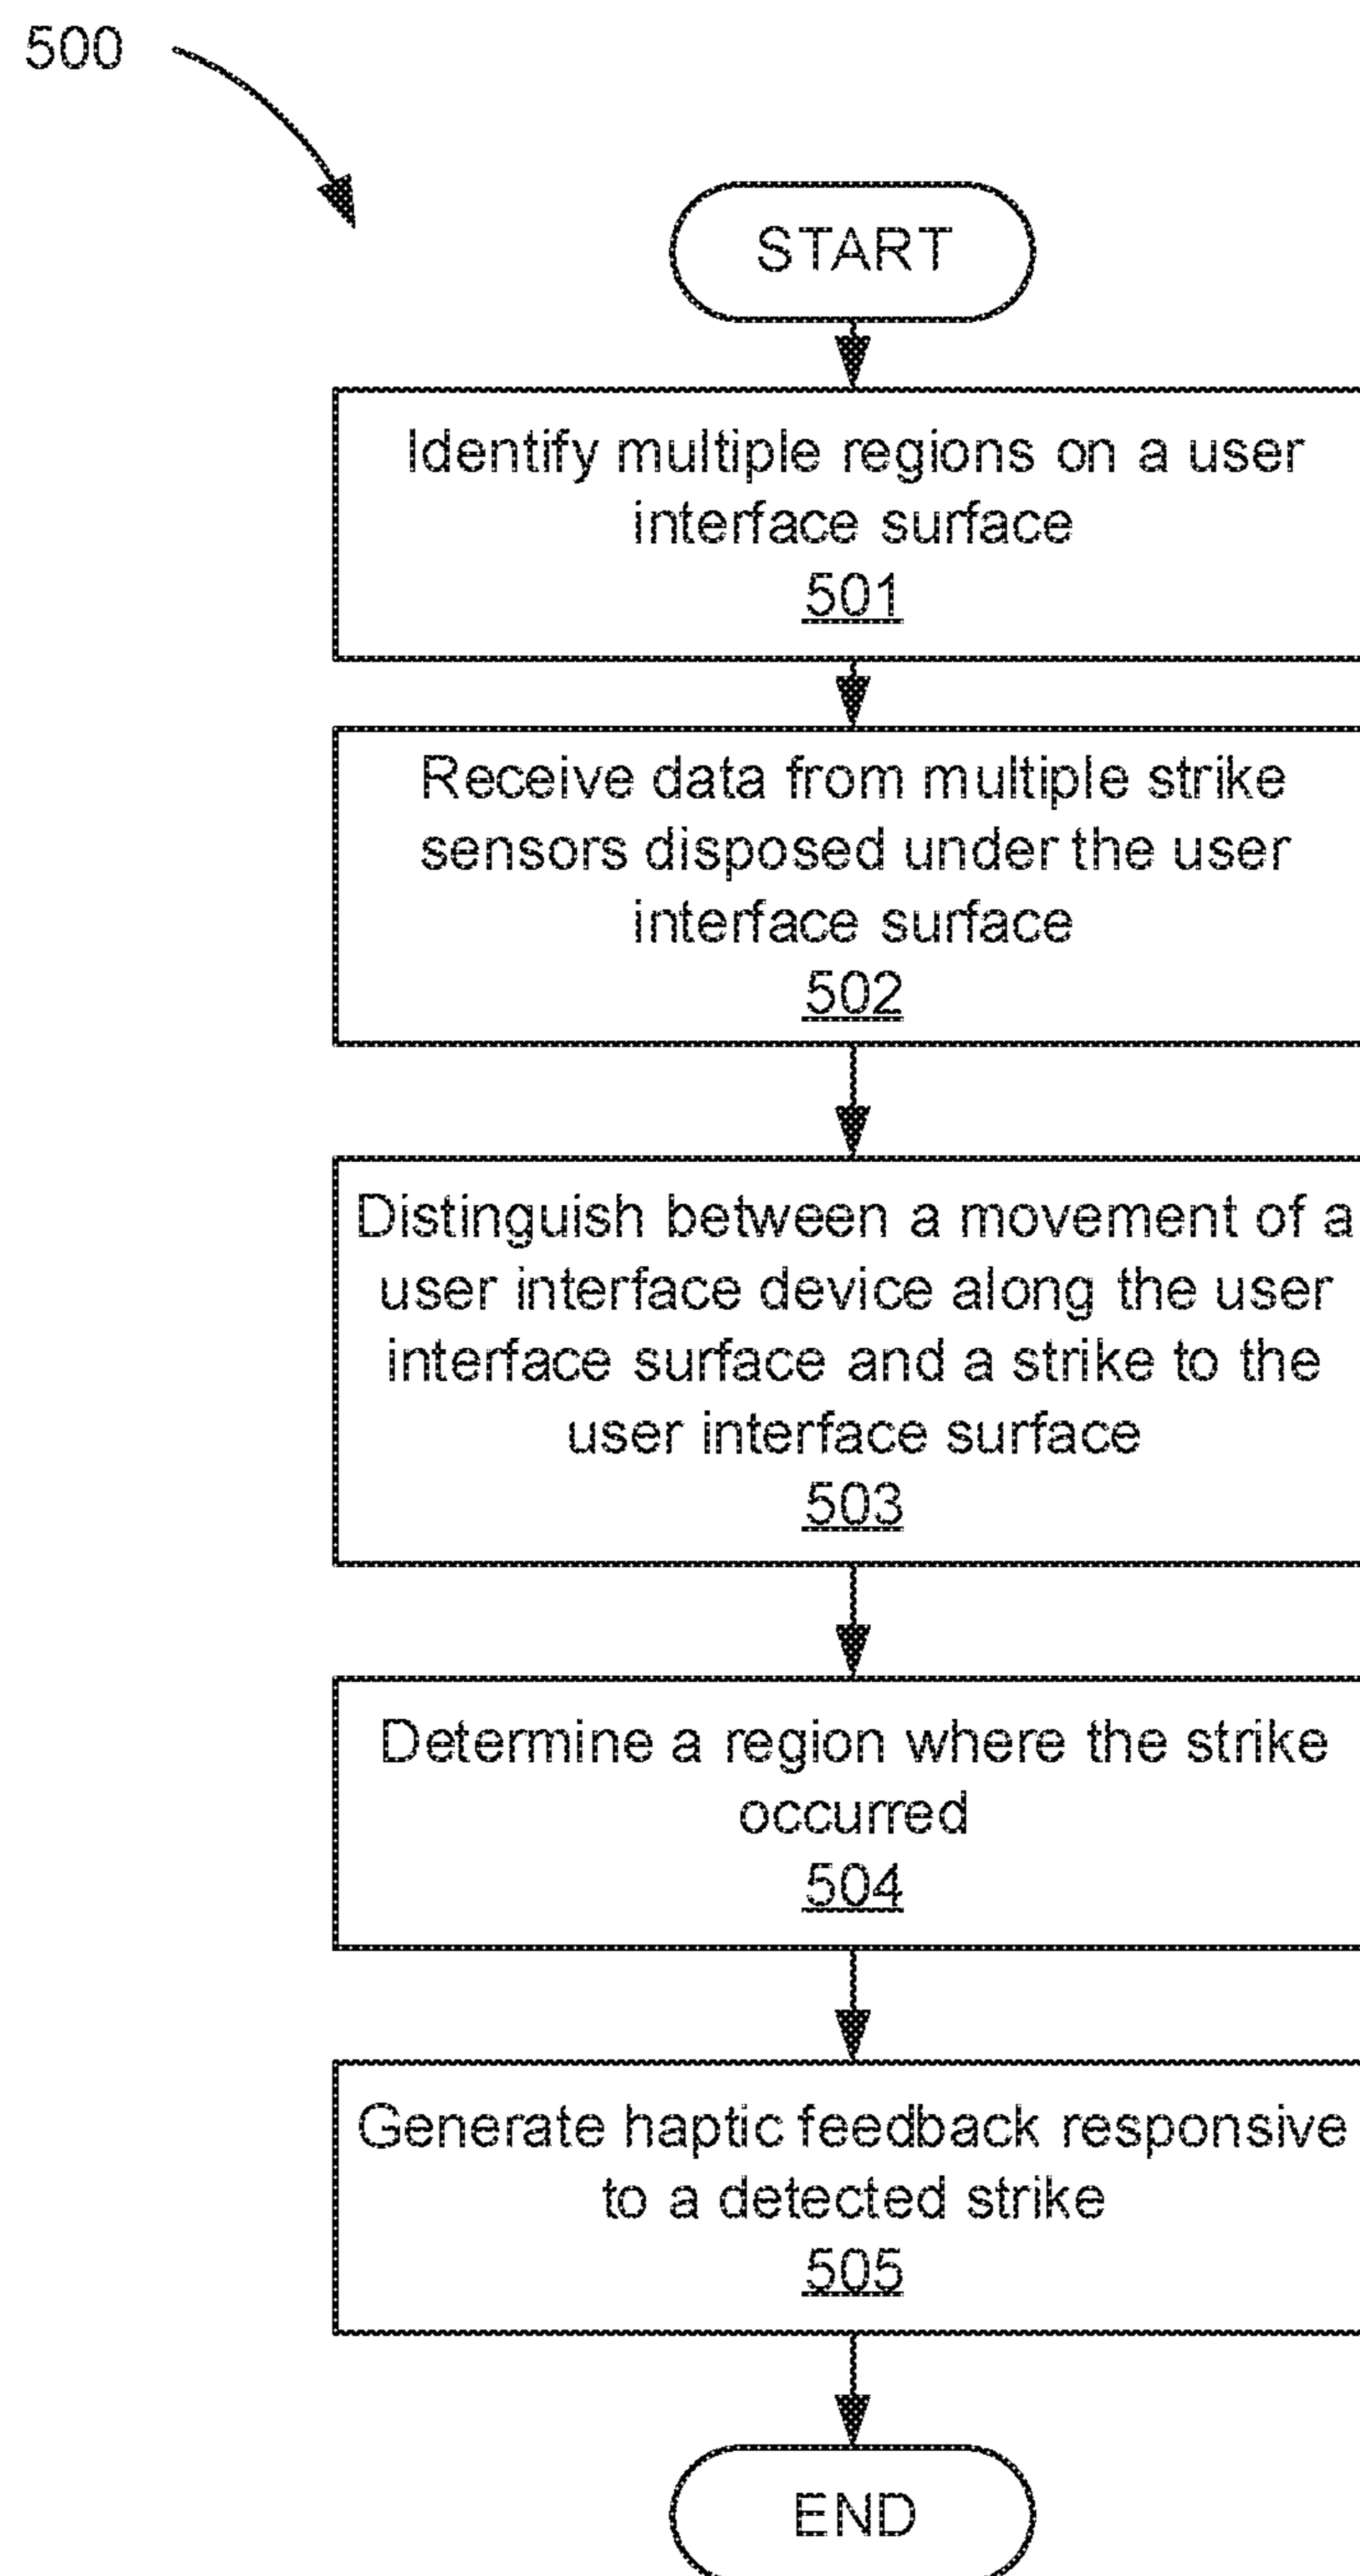 500
START
Identify multiple regions on a user
interface surface
501
Receive data from multiple strike
sensors disposed under the user
interface surface
502
Distinguish between a movement of a
user interface device along the user
interface surface and a strike to the
user interface surface
503
Determine a region where the strike
occurred
504
Generate haptic feedback responsive
to a detected strike
505
END